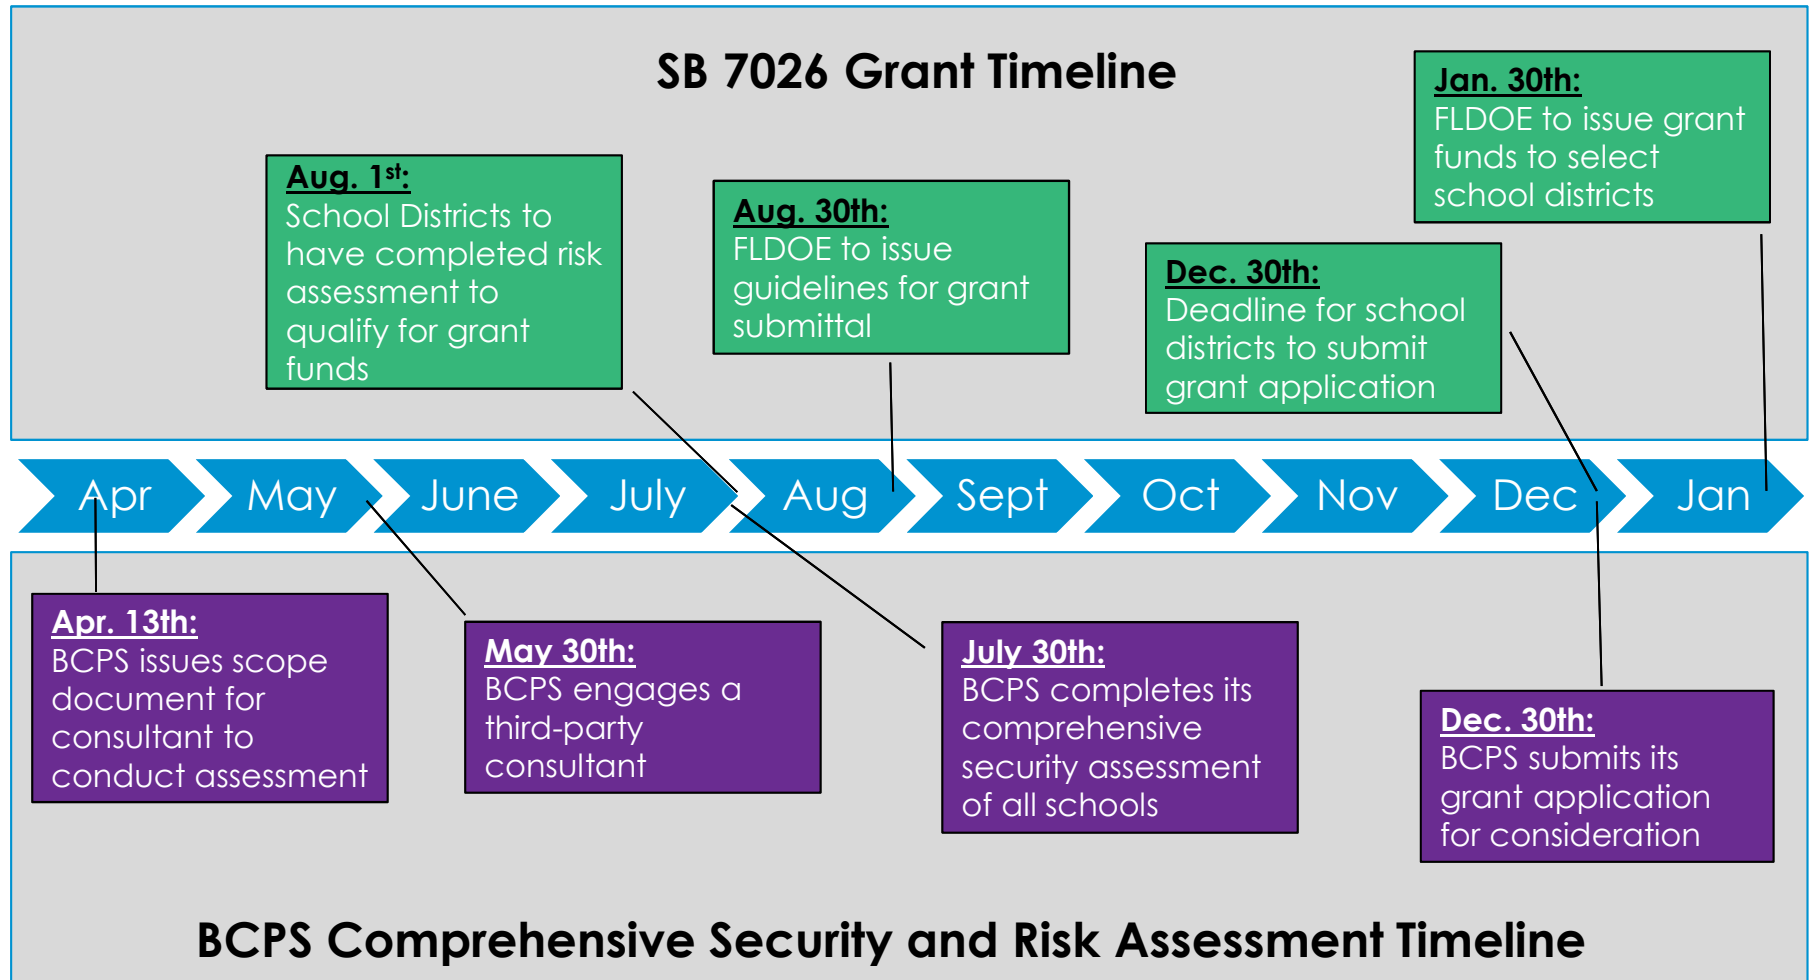 SB 7026 Grant Timeline
Jan. 30th:
FLDOE to issue grant
funds to select
school districts
Aug. 1st:
School Districts to
have completed risk
assessment to
qualify for grant
funds
Aug. 30th:
FLDOE to issue
guidelines for grant
submittal
Dec. 30th:
Deadline for school
districts to submit
grant application
Apr May June July Aug Sept Oct Nov Dec Jan
Apr. 13th:
BCPS issues scope
document for
consultant to
conduct assessment
May 30th:
BCPS engages a
third-party
consultant
July 30th:
BCPS completes its
comprehensive
security assessment
of all schools
Dec. 30th:
BCPS submits its
grant application
for consideration
BCPS Comprehensive Security and Risk Assessment Timeline